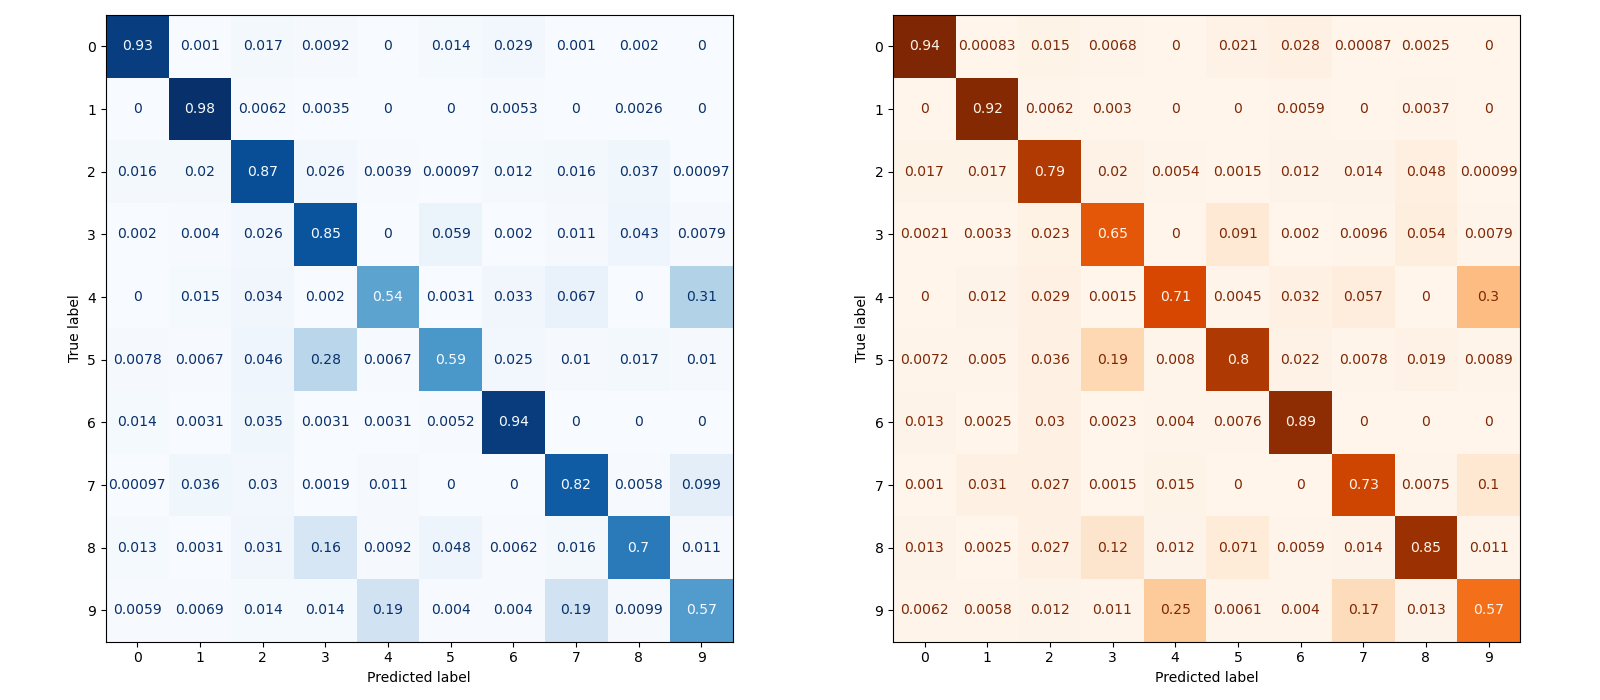 0 0.93 0.001 0.017 0.0092 0 0.014 0.029 0.001 0.002 0
1 0 0.98 0.0062 0.0035 0 0 0.0053 0 0.0026 0
2 0.016 0.02 0.87 0.026 0.0039 0.00097 0.012 0.016 0.037 0.00097
3 0.002 0.004 0.026 0.85 0 0.059 0.002 0.011 0.043 0.0079
4 0 0.015 0.034 0.002 0.54 0.0031 0.033 0.067 0 0.31
5 0.0078 0.0067 0.046 0.28 0.0067 0.59 0.025 0.01 0.017 0.01
6 0.014 0.0031 0.035 0.0031 0.0031 0.0052 0.94 0 0 0
7 0.00097 0.036 0.03 0.0019 0.011 0 0 0.82 0.0058 0.099
8 0.013 0.0031 0.031 0.16 0.0092 0.048 0.0062 0.016 0.7 0.011
9 0.0059 0.0069 0.014 0.014 0.19 0.004 0.004 0.19 0.0099 0.57
0 1 2 3 4 5 6 7 8 9
Predicted label
True label
0 0.94 0.00083 0.015 0.0068 0 0.021 0.028 0.00087 0.0025 0
1 0 0.92 0.0062 0.003 0 0 0.0059 0 0.0037 0
2 0.017 0.017 0.79 0.02 0.0054 0.0015 0.012 0.014 0.048 0.00099
3 0.0021 0.0033 0.023 0.65 0 0.091 0.002 0.0096 0.054 0.0079
4 0 0.012 0.029 0.0015 0.71 0.0045 0.032 0.057 0 0.3
5 0.0072 0.005 0.036 0.19 0.008 0.8 0.022 0.0078 0.019 0.0089
6 0.013 0.0025 0.03 0.0023 0.004 0.0076 0.89 0 0 0
7 0.001 0.031 0.027 0.0015 0.015 0 0 0.73 0.0075 0.1
8 0.013 0.0025 0.027 0.12 0.012 0.071 0.0059 0.014 0.85 0.011
9 0.0062 0.0058 0.012 0.011 0.25 0.0061 0.004 0.17 0.013 0.57
0 1 2 3 4 5 6 7 8 9
Predicted label
True label